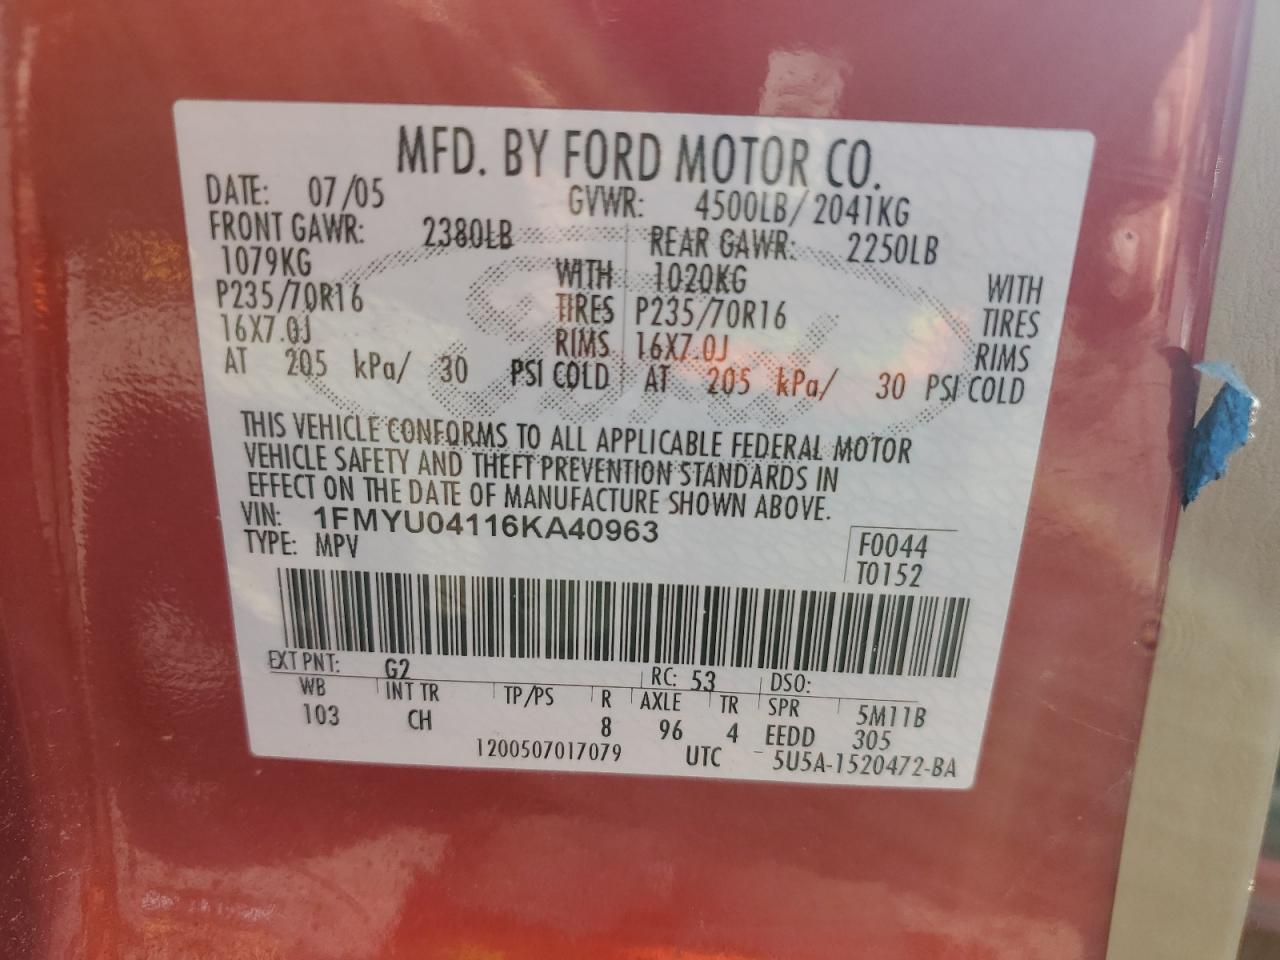 MFD. BY FORD MOTOR CO.
DATE: 07/05 GVWR: 4500LB/2041KG
FRONT GAWR: 2380LB REAR GAWR: 2250LB
1079KG WITH 1020KG WITH
P235/70R16 TIRES P235/70R16 TIRES
16X7.0J RIMS 16X7.0J RIMS
AT 205 kPa/ 30 PSI COLD AT 205 kPa/ 30 PSI COLD
THIS VEHICLE CONFORMS TO ALL APPLICABLE FEDERAL MOTOR
VEHICLE SAFETY AND THEFT PREVENTION STANDARDS IN
EFFECT ON THE DATE OF MANUFACTURE SHOWN ABOVE.
VIN: 1FMYU04116KA40963
TYPE: MPV F0044
T0152
EXT PNT: G2 RC: 53 DSO:
WB INT TR TP/PS R AXLE TR SPR 5M11B
103 CH 8 96 4 EEDD 305
1200507017079 UTC 5U5A-1520472-BA